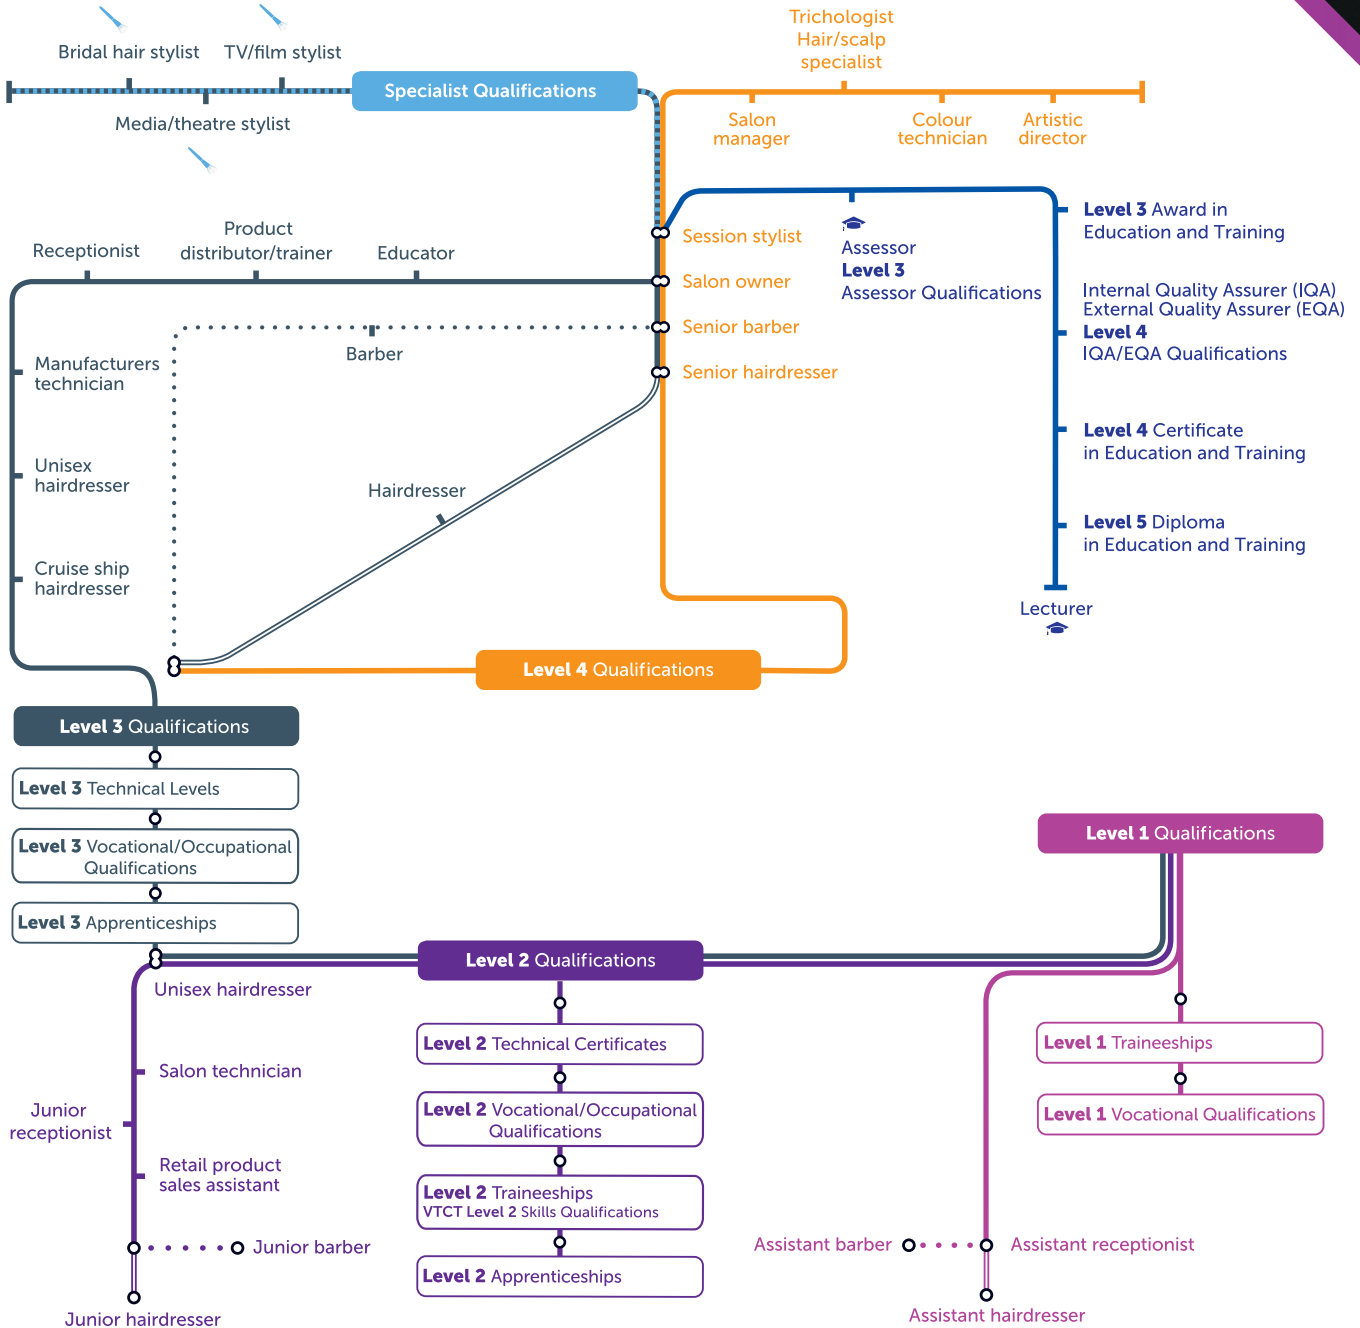 Bridal hair stylist
TV/film stylist
Media/theatre stylist
Specialist Qualifications
Trichologist
Hair/scalp
specialist
Salon
manager
Colour
technician
Artistic
director
Receptionist
Product
distributor/trainer
Educator
Session stylist
Salon owner
Senior barber
Senior hairdresser
Assessor
Level 3
Assessor Qualifications
Level 3 Award in
Education and Training
Internal Quality Assurer (IQA)
External Quality Assurer (EQA)
Level 4
IQA/EQA Qualifications
Level 4 Certificate
in Education and Training
Level 5 Diploma
in Education and Training
Lecturer
Barber
Manufacturers
technician
Unisex
hairdresser
Cruise ship
hairdresser
Hairdresser
Level 4 Qualifications
Level 3 Qualifications
Level 3 Technical Levels
Level 3 Vocational/Occupational
Qualifications
Level 3 Apprenticeships
Level 1 Qualifications
Level 1 Traineeships
Level 1 Vocational Qualifications
Level 2 Qualifications
Level 2 Technical Certificates
Level 2 Vocational/Occupational
Qualifications
Level 2 Traineeships
VTCT Level 2 Skills Qualifications
Level 2 Apprenticeships
Unisex hairdresser
Salon technician
Junior
receptionist
Retail product
sales assistant
Junior barber
Junior hairdresser
Assistant barber
Assistant receptionist
Assistant hairdresser